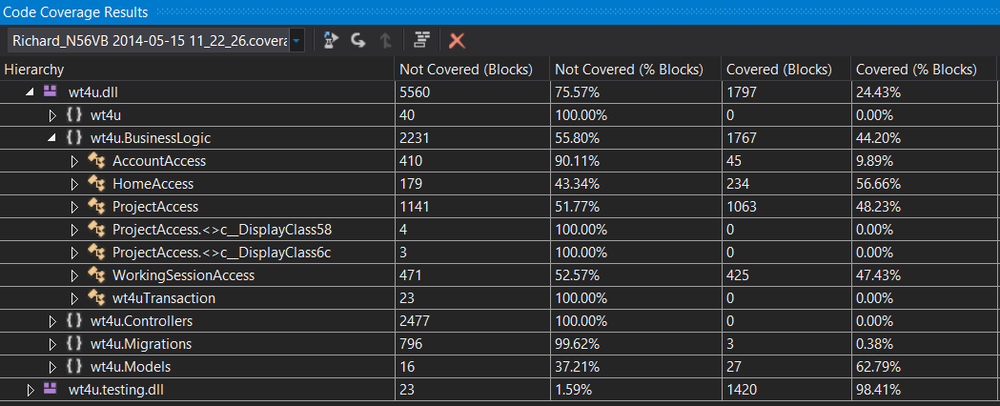 Code Coverage Results
Richard_N56VB 2014-05-15 11_22_26.covera
Hierarchy Not Covered (Blocks) Not Covered (% Blocks) Covered (Blocks) Covered (% Blocks)
wt4u.dll 5560 75.57% 1797 24.43%
{ } wt4u 40 100.00% 0 0.00%
{ } wt4u.BusinessLogic 2231 55.80% 1767 44.20%
AccountAccess 410 90.11% 45 9.89%
HomeAccess 179 43.34% 234 56.66%
ProjectAccess 1141 51.77% 1063 48.23%
ProjectAccess.<>c__DisplayClass58 4 100.00% 0 0.00%
ProjectAccess.<>c__DisplayClass6c 3 100.00% 0 0.00%
WorkingSessionAccess 471 52.57% 425 47.43%
wt4uTransaction 23 100.00% 0 0.00%
{ } wt4u.Controllers 2477 100.00% 0 0.00%
{ } wt4u.Migrations 796 99.62% 3 0.38%
{ } wt4u.Models 16 37.21% 27 62.79%
wt4u.testing.dll 23 1.59% 1420 98.41%